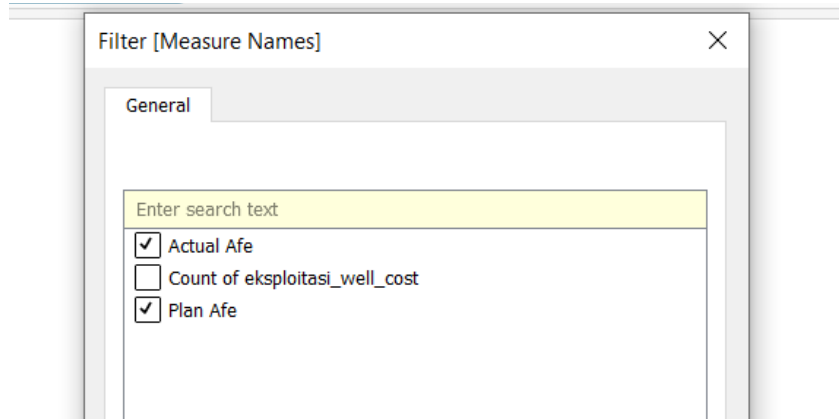 Filter [Measure Names]
General
Enter search text
Actual Afe
Count of eksploitasi_well_cost
Plan Afe